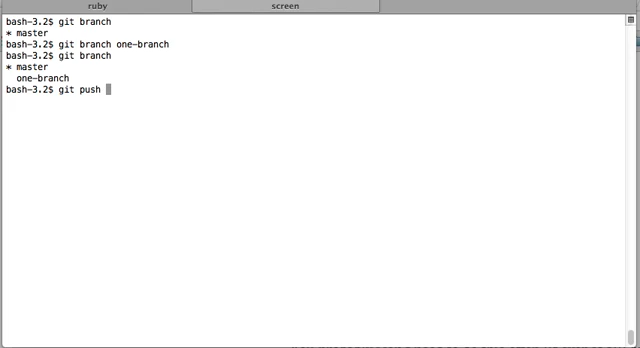 ruby
screen
bash-3.2$ git branch
* master
bash-3.2$ git branch one-branch
bash-3.2$ git branch
* master
  one-branch
bash-3.2$ git push